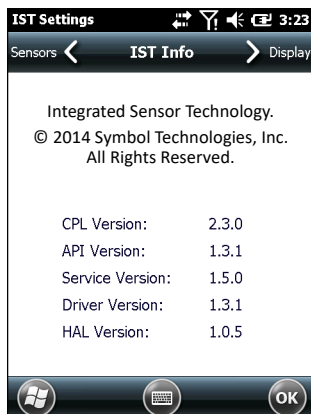 IST Settings 3:23
Sensors IST Info Display
Integrated Sensor Technology.
© 2014 Symbol Technologies, Inc.
All Rights Reserved.
CPL Version: 2.3.0
API Version: 1.3.1
Service Version: 1.5.0
Driver Version: 1.3.1
HAL Version: 1.0.5
OK